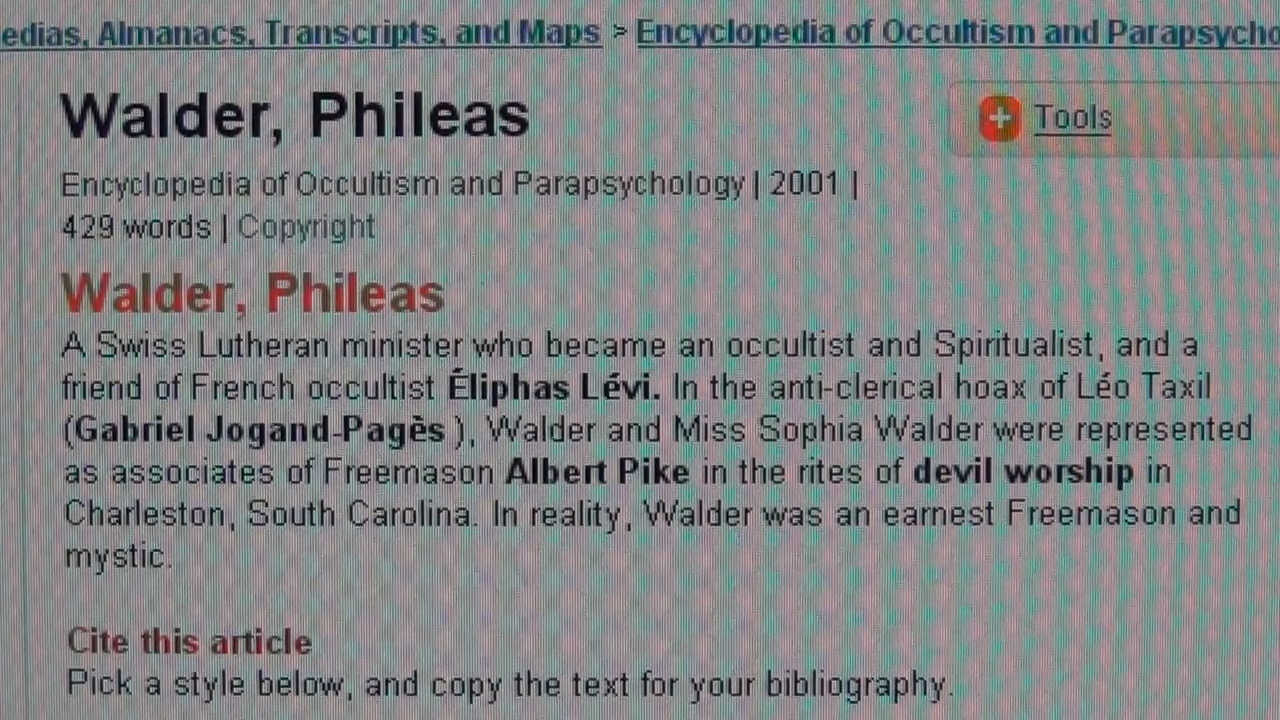 edias, Almanacs, Transcripts, and Maps > Encyclopedia of Occultism and Parapsycho
Walder, Phileas
Tools
Encyclopedia of Occultism and Parapsychology | 2001 |
429 words | Copyright
Walder, Phileas
A Swiss Lutheran minister who became an occultist and Spiritualist, and a
friend of French occultist Éliphas Lévi. In the anti-clerical hoax of Léo Taxil
(Gabriel Jogand-Pagès ), Walder and Miss Sophia Walder were represented
as associates of Freemason Albert Pike in the rites of devil worship in
Charleston, South Carolina. In reality, Walder was an earnest Freemason and
mystic.
Cite this article
Pick a style below, and copy the text for your bibliography.